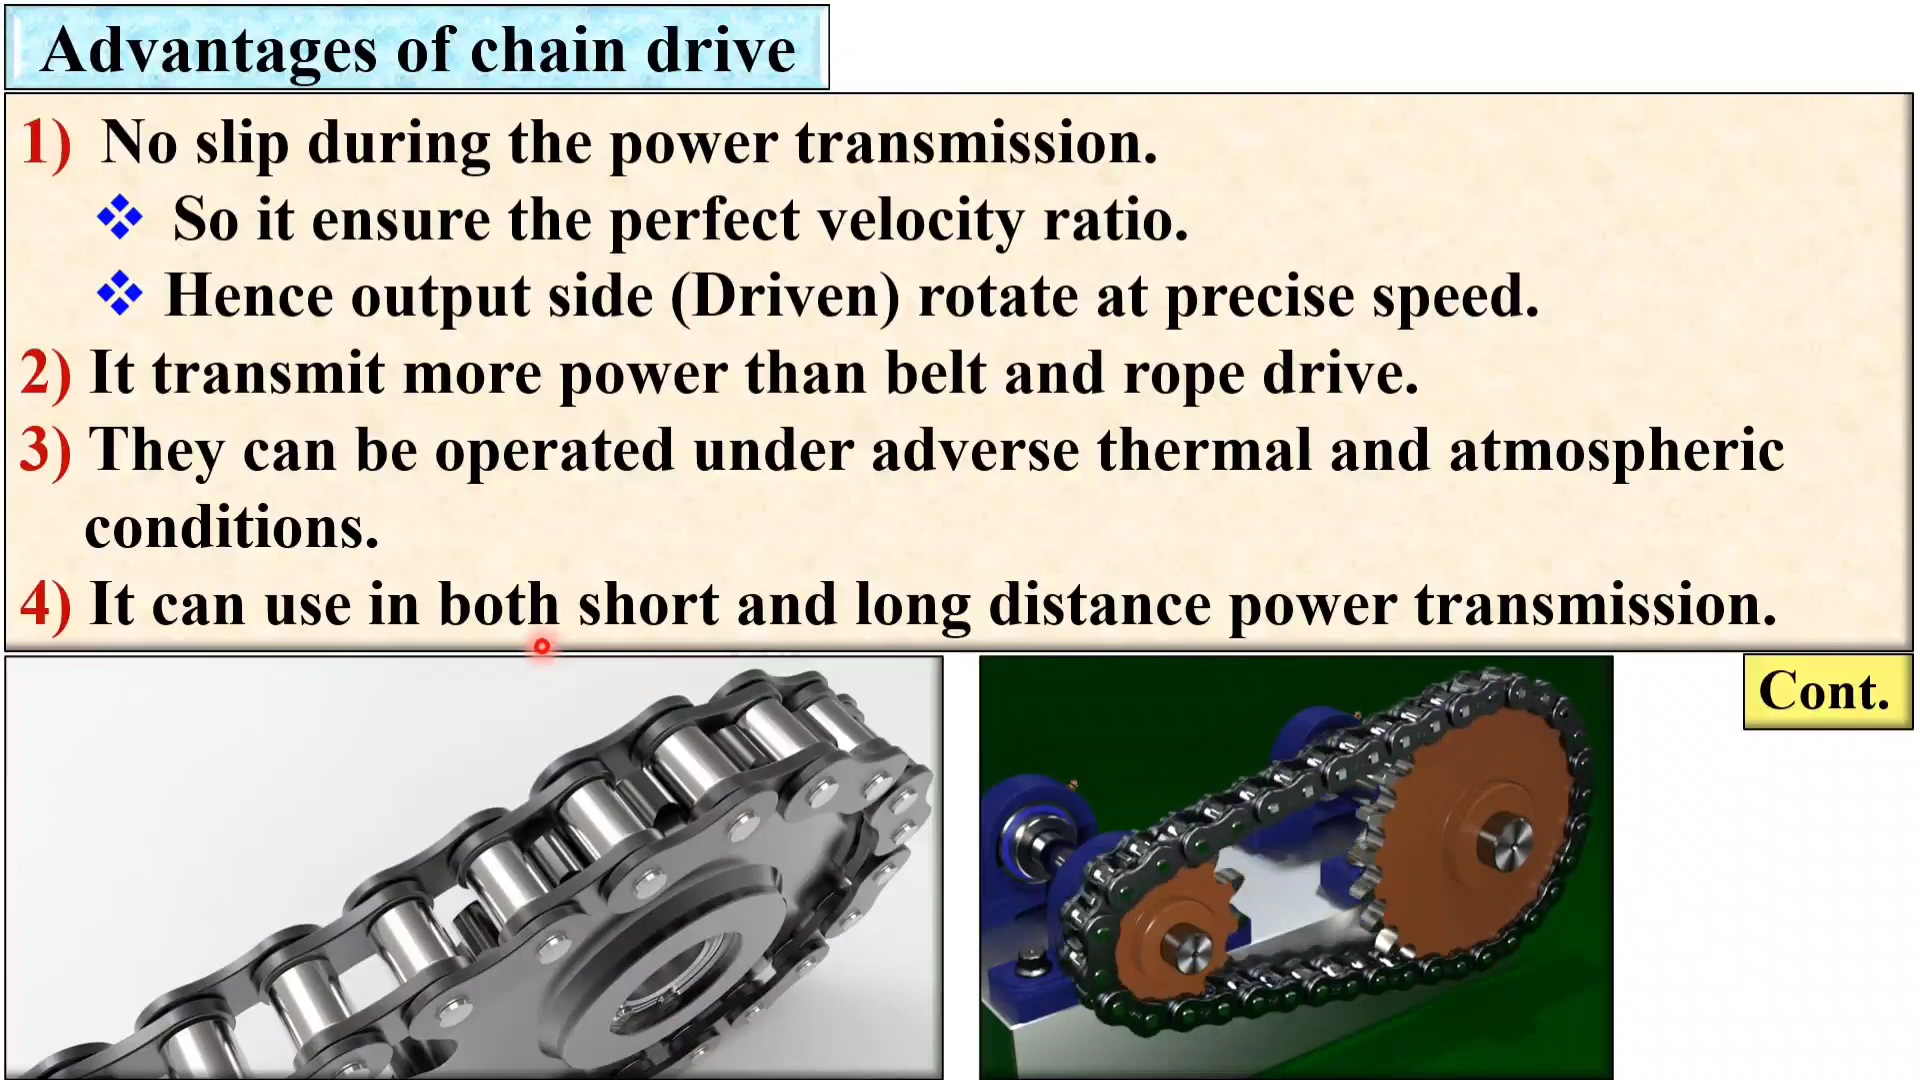 Advantages of chain drive
1) No slip during the power transmission.
❖ So it ensure the perfect velocity ratio.
❖ Hence output side (Driven) rotate at precise speed.
2) It transmit more power than belt and rope drive.
3) They can be operated under adverse thermal and atmospheric
conditions.
4) It can use in both short and long distance power transmission.
Cont.